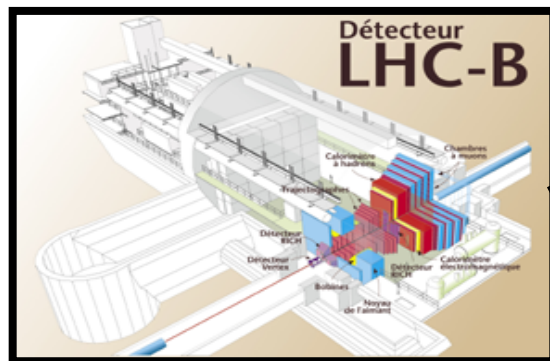 Détecteur
LHC-B
Calorimètre
à hadrons
Chambres
à muons
Trajectographes
Détecteur
RICH
Détecteur
Vertex
Bobines
Noyau
de l'aimant
Détecteur
RICH
Calorimètre
électromagnétique